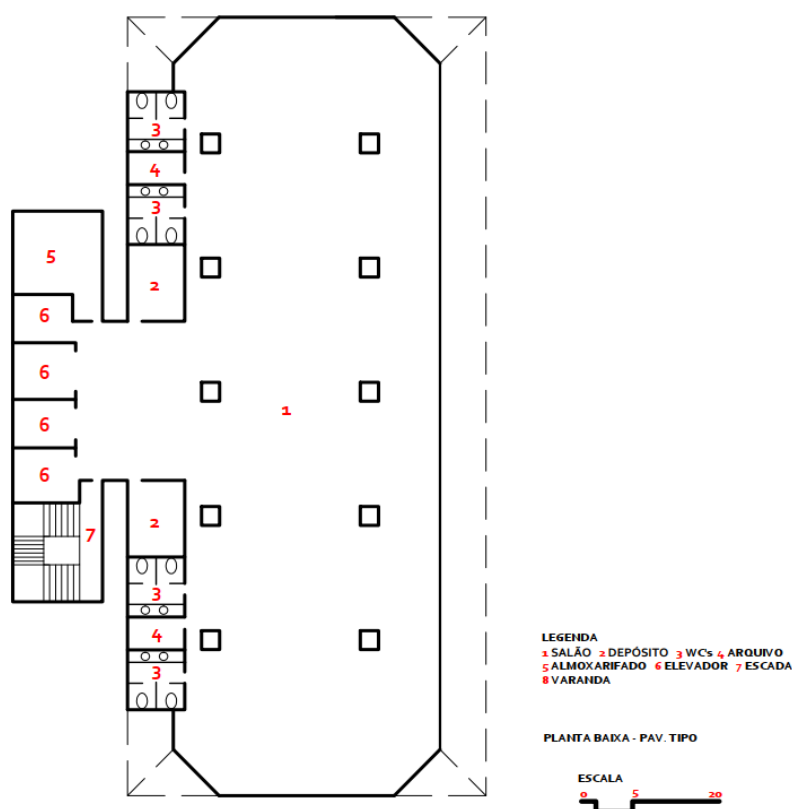 3
4
3
5
2
6
6
1
6
6
2
7
3
4
3
LEGENDA
1 SALÃO 2 DEPÓSITO 3 WC's 4 ARQUIVO
5 ALMOXARIFADO 6 ELEVADOR 7 ESCADA
8 VARANDA
PLANTA BAIXA - PAV. TIPO
ESCALA
0 5 20